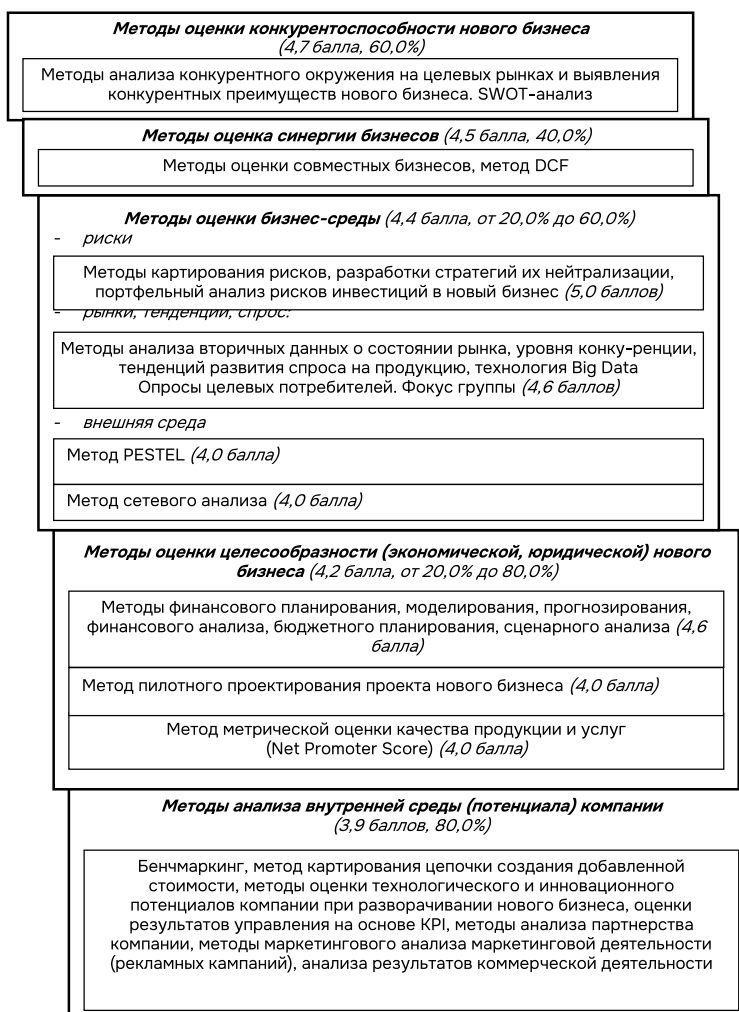 Методы оценки конкурентоспособности нового бизнеса
(4,7 балла, 60,0%)
Методы анализа конкурентного окружения на целевых рынках и выявления
конкурентных преимуществ нового бизнеса. SWOT-анализ
Методы оценка синергии бизнесов (4,5 балла, 40,0%)
Методы оценки совместных бизнесов, метод DCF
Методы оценки бизнес-среды (4,4 балла, от 20,0% до 60,0%)
- риски
Методы картирования рисков, разработки стратегий их нейтрализации,
портфельный анализ рисков инвестиций в новый бизнес (5,0 баллов)
- рынки, тенденции, спрос:
Методы анализа вторичных данных о состоянии рынка, уровня конку-ренции,
тенденций развития спроса на продукцию, технология Big Data
Опросы целевых потребителей. Фокус группы (4,6 баллов)
- внешняя среда
Метод PESTEL (4,0 балла)
Метод сетевого анализа (4,0 балла)
Методы оценки целесообразности (экономической, юридической) нового
бизнеса (4,2 балла, от 20,0% до 80,0%)
Методы финансового планирования, моделирования, прогнозирования,
финансового анализа, бюджетного планирования, сценарного анализа (4,6
балла)
Метод пилотного проектирования проекта нового бизнеса (4,0 балла)
Метод метрической оценки качества продукции и услуг
(Net Promoter Score) (4,0 балла)
Методы анализа внутренней среды (потенциала) компании
(3,9 баллов, 80,0%)
Бенчмаркинг, метод картирования цепочки создания добавленной
стоимости, методы оценки технологического и инновационного
потенциалов компании при разворачивании нового бизнеса, оценки
результатов управления на основе KPI, методы анализа партнерства
компании, методы маркетингового анализа маркетинговой деятельности
(рекламных кампаний), анализа результатов коммерческой деятельности